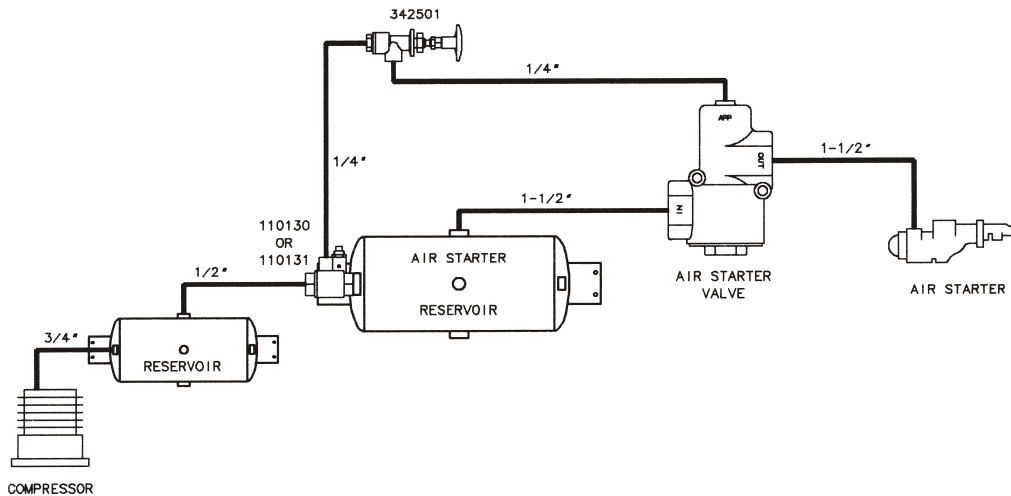 342501
1/4"
1/4"
APP
OUT
1-1/2"
1-1/2"
IN
110130
OR
110131
1/2"
AIR STARTER
RESERVOIR
AIR STARTER
VALVE
AIR STARTER
3/4"
RESERVOIR
COMPRESSOR